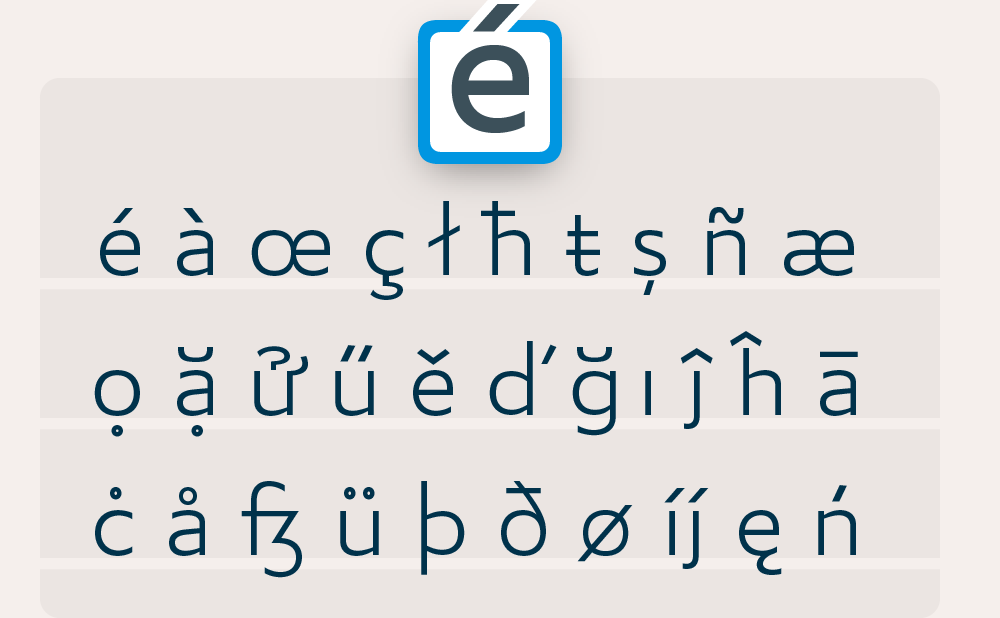 é
é à œ ç ł ħ ŧ ș ñ æ
ọ ặ ử ű ě ď ğ ı ĵ ĥ ā
ċ å ꜩ ü þ ð ø íj́ ę ń